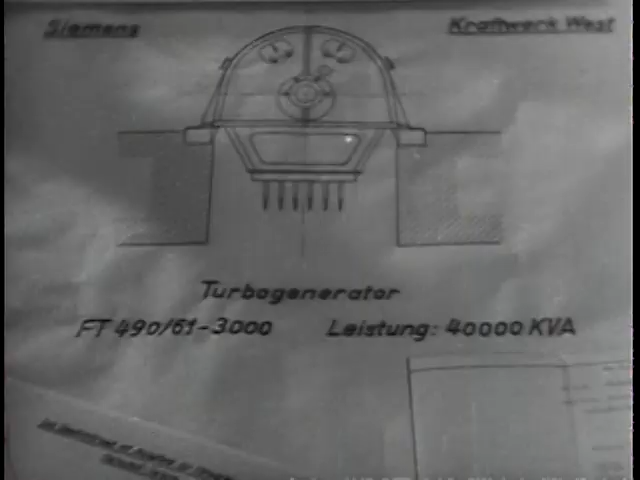 Siemens
Kraftwerk West
Turbogenerator
FT 490/61-3000
Leistung: 40000 KVA